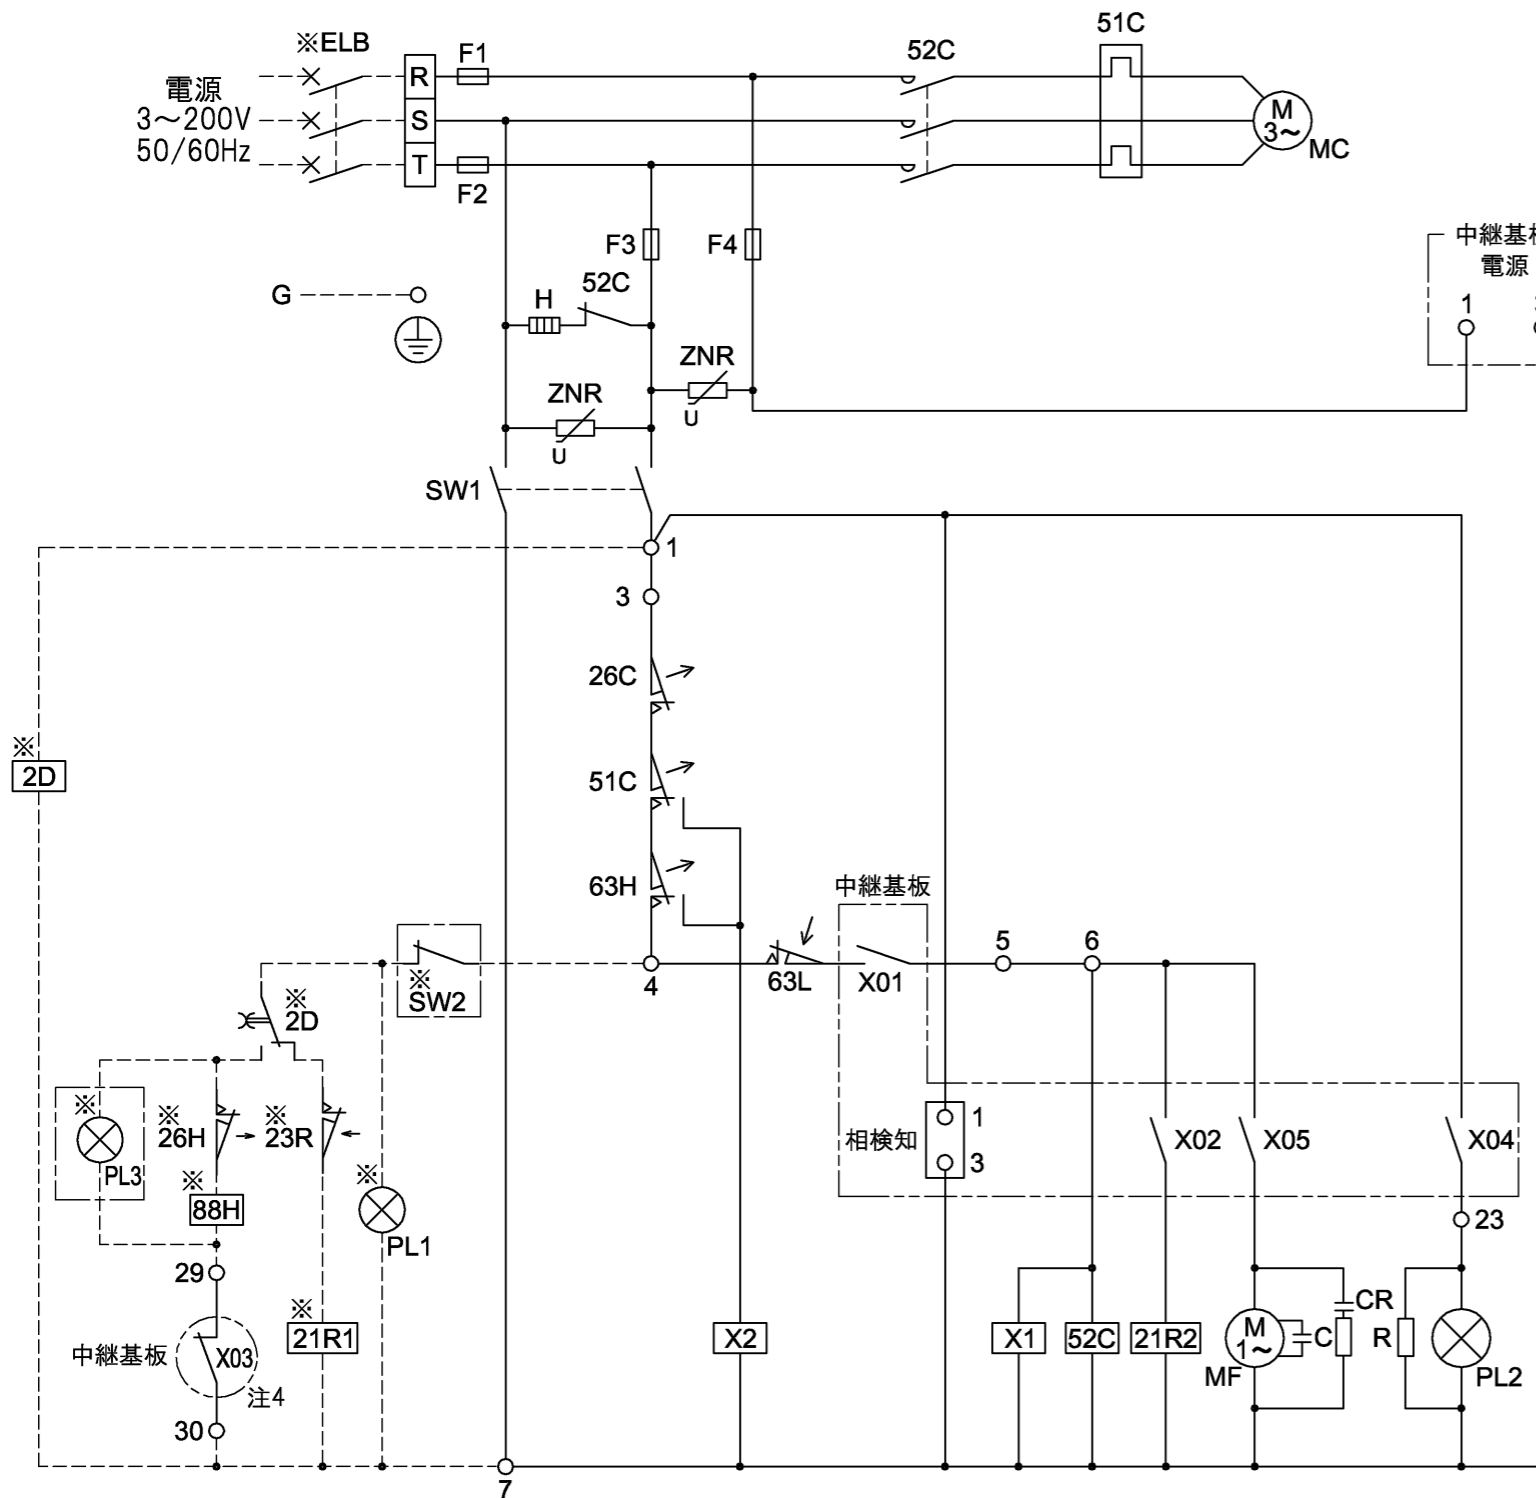 ※ELB
F1
52C
51C
電源
3～200V
50/60Hz
R
S
T
F2
M
3～
MC
F3
F4
中継基
電源
1
G
H
52C
ZNR
U
ZNR
U
SW1
1
3
26C
※
2D
51C
63H
中継基板
5
6
※
SW2
4
63L
X01
※
2D
※
PL3
※
26H
※
23R
※
88H
※
PL1
相検知
1
3
X02
X05
X04
23
29
中継基板
X03
注4
30
※
21R1
X2
X1
52C
21R2
M
1～
MF
C
CR
R
PL2
7